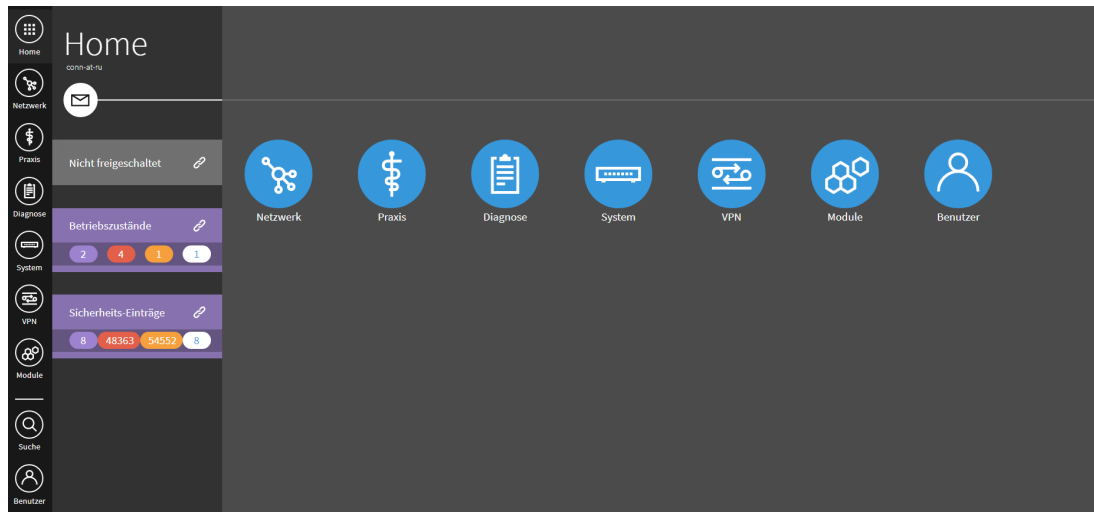 Home
Netzwerk
Praxis
Diagnose
System
VPN
Module
Suche
Benutzer
Home
conn-at-ru
Nicht freigeschaltet
Betriebszustände
2 4 1 1
Sicherheits-Einträge
8 48363 54552 8
Netzwerk Praxis Diagnose System VPN Module Benutzer